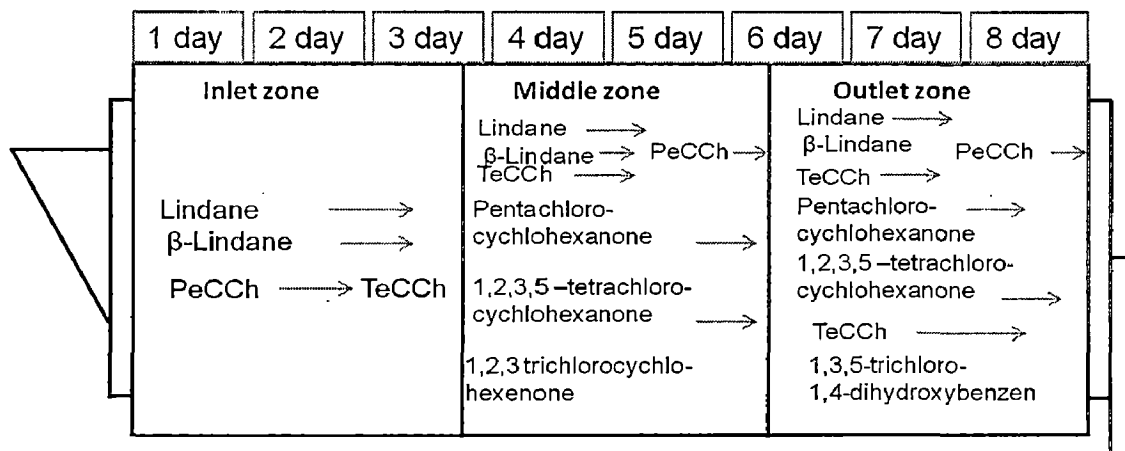 1 day 2 day 3 day 4 day 5 day 6 day 7 day 8 day
Inlet zone
Lindane
β-Lindane
PeCCh TeCCh
Middle zone
Lindane
β-Lindane PeCCh
TeCCh
Pentachloro-
cychlohexanone
1,2,3,5 –tetrachloro-
cychlohexanone
1,2,3 trichlorocychlo-
hexenone
Outlet zone
Lindane
β-Lindane PeCCh
TeCCh
Pentachloro-
cychlohexanone
1,2,3,5 –tetrachloro-
cychlohexanone
TeCCh
1,3,5-trichloro-
1,4-dihydroxybenzen